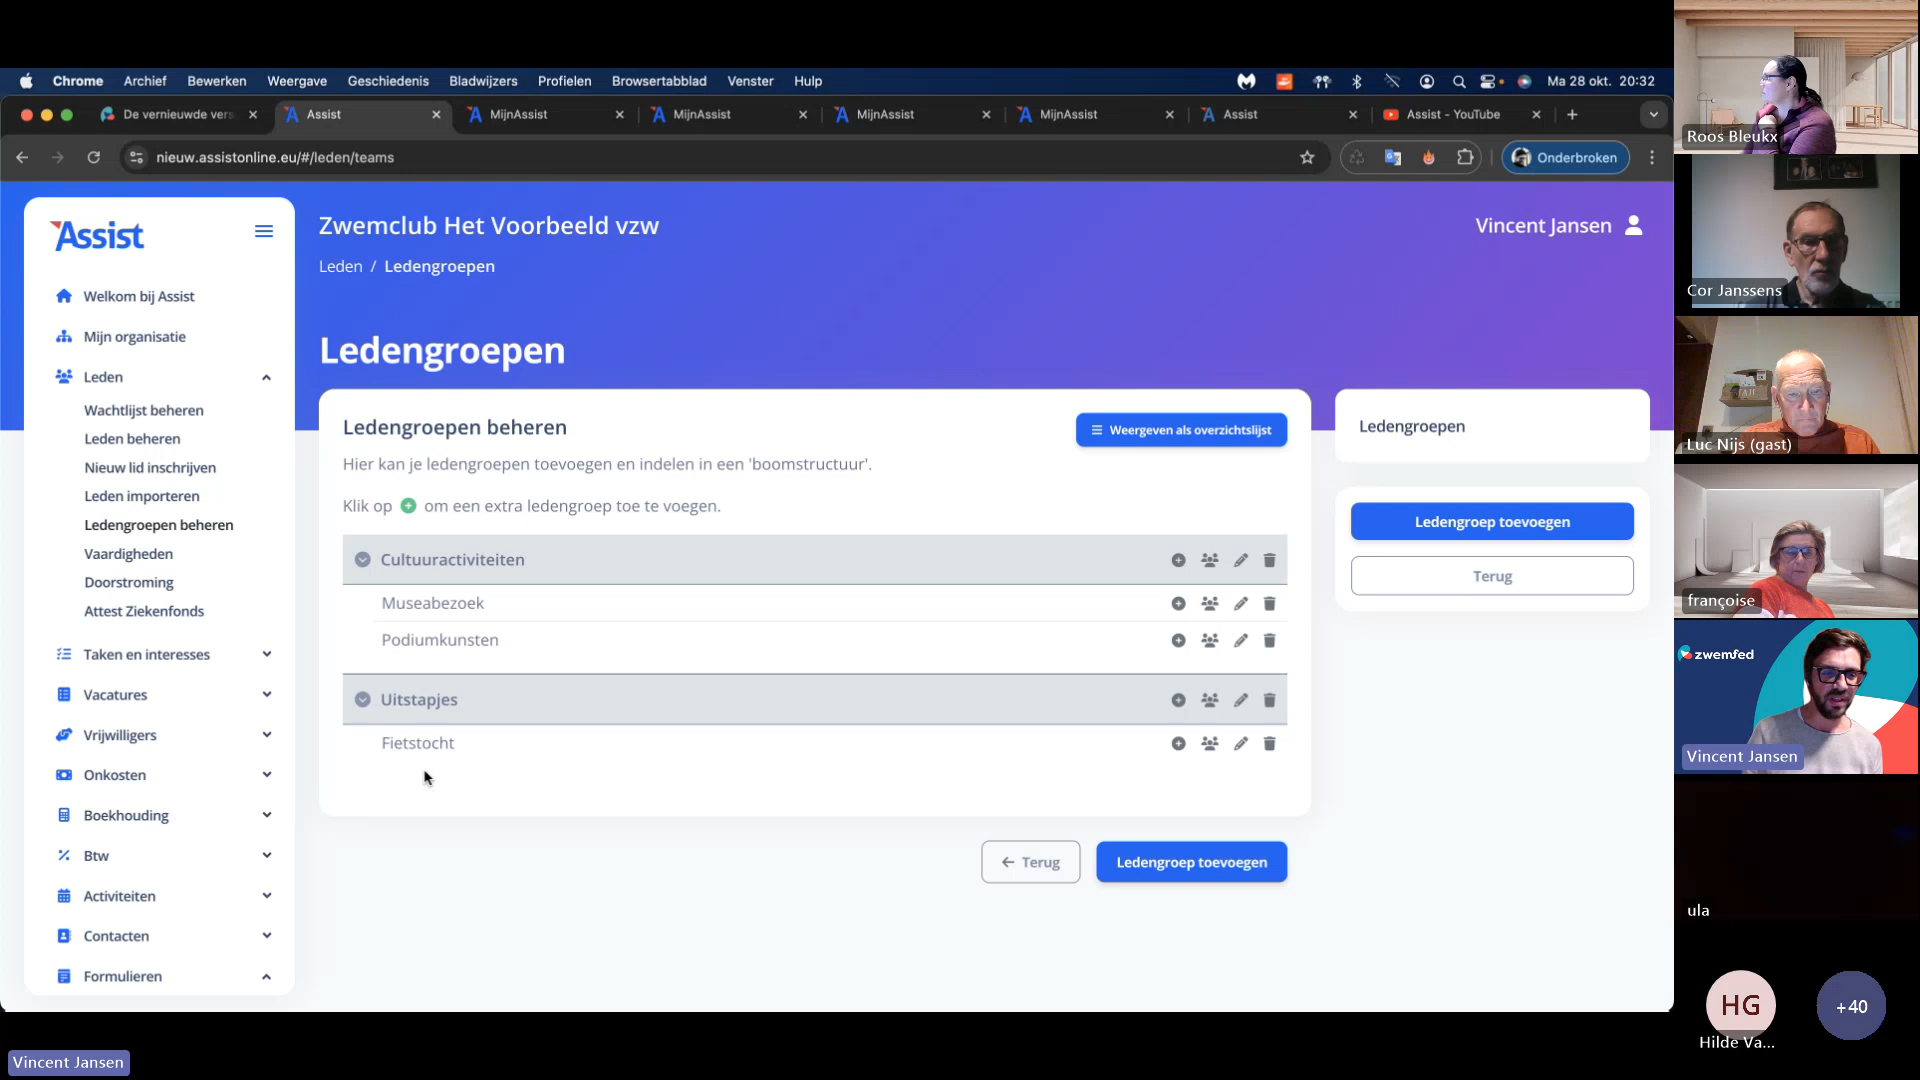 Chrome Archief Bewerken Weergave Geschiedenis Bladwijzers Profielen Browsertabblad Venster Hulp Ma 28 okt. 20:32
De vernieuwde vers Assist MijnAssist MijnAssist MijnAssist MijnAssist Assist Assist - YouTube
nieuw.assistonline.eu/#/leden/teams Onderbroken
Assist
Welkom bij Assist
Mijn organisatie
Leden
Wachtlijst beheren
Leden beheren
Nieuw lid inschrijven
Leden importeren
Ledengroepen beheren
Vaardigheden
Doorstroming
Attest Ziekenfonds
Taken en interesses
Vacatures
Vrijwilligers
Onkosten
Boekhouding
Btw
Activiteiten
Contacten
Formulieren
Zwemclub Het Voorbeeld vzw
Vincent Jansen
Leden / Ledengroepen
Ledengroepen
Ledengroepen beheren
Weergeven als overzichtslijst
Hier kan je ledengroepen toevoegen en indelen in een 'boomstructuur'.
Klik op om een extra ledengroep toe te voegen.
Cultuuractiviteiten
Museabezoek
Podiumkunsten
Uitstapjes
Fietstocht
Terug
Ledengroep toevoegen
Ledengroepen
Ledengroep toevoegen
Terug
Roos Bleukx
Cor Janssens
Luc Nijs (gast)
françoise
zwemfed
Vincent Jansen
ula
HG
Hilde Va...
+40
Vincent Jansen